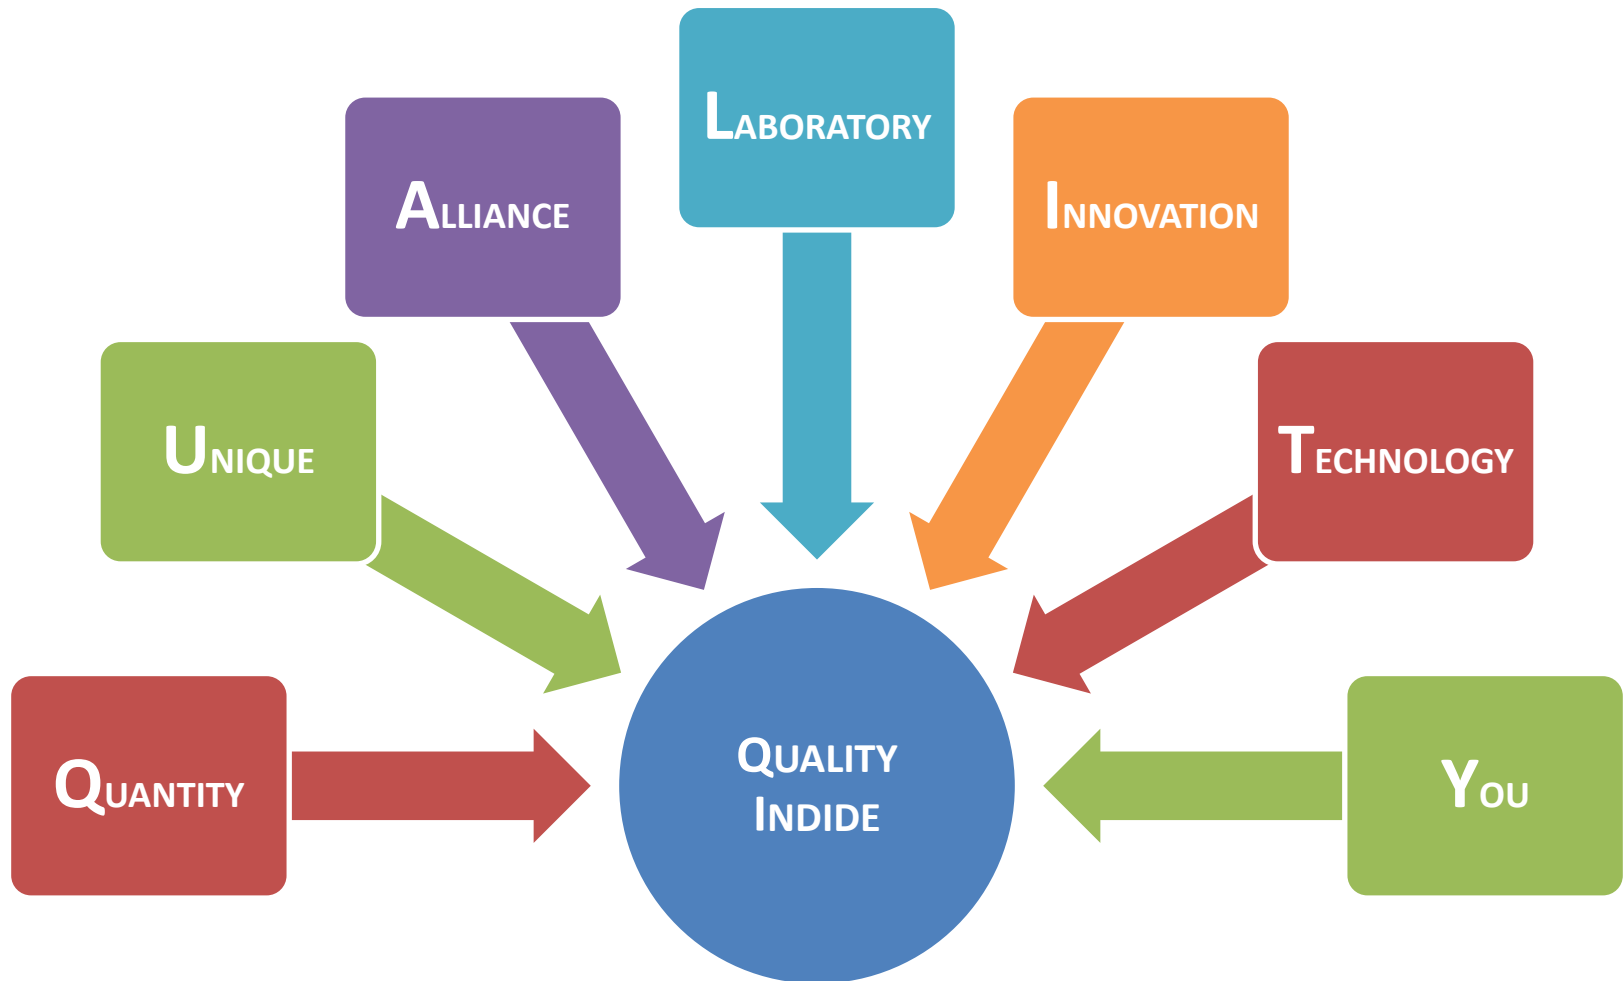 QUANTITY
UNIQUE
ALLIANCE
LABORATORY
INNOVATION
TECHNOLOGY
YOU
QUALITY
INDIDE